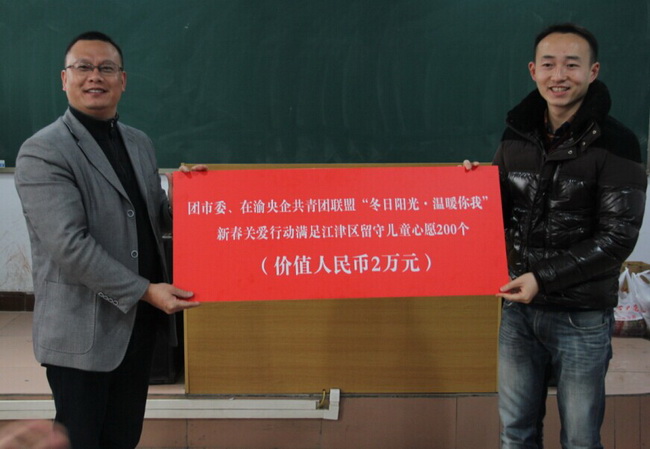 团市委、在渝央企共青团联盟“冬日阳光·温暖你我”
新春关爱行动满足江津区留守儿童心愿200个
（价值人民币2万元）